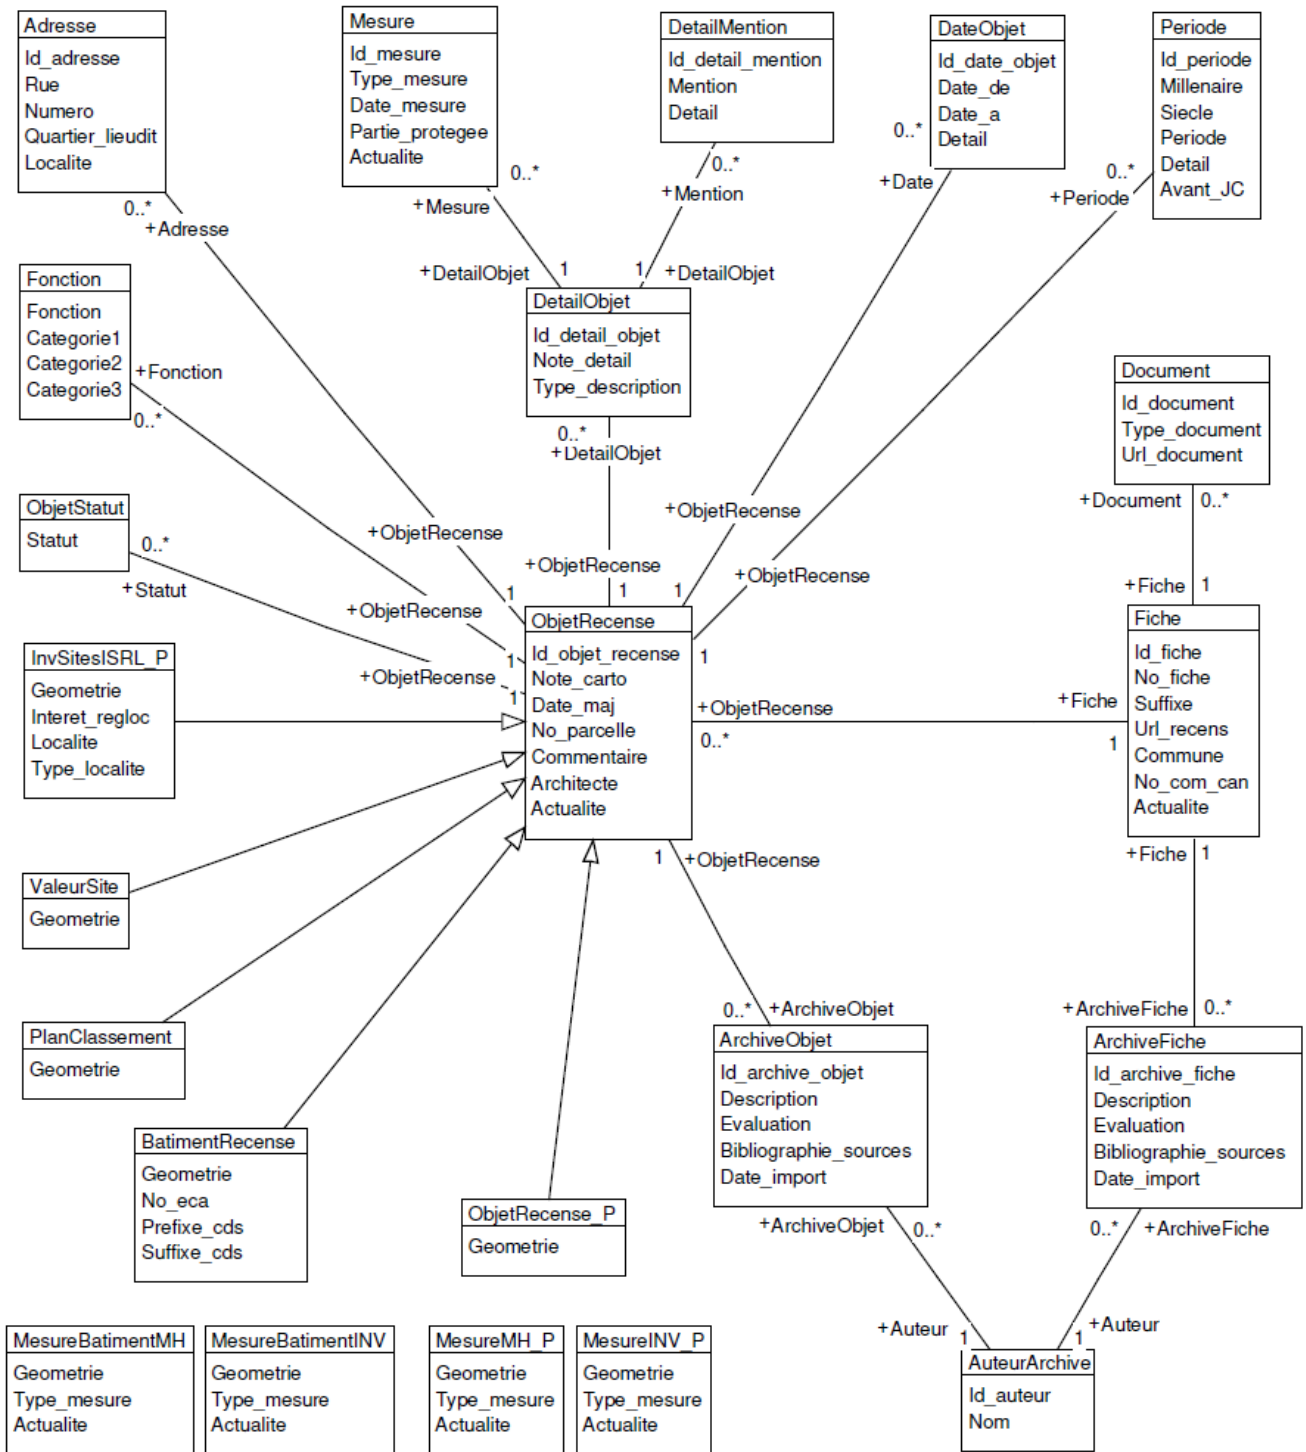 Adresse
Id_adresse
Rue
Numero
Quartier_lieudit
Localite
0..*
+Adresse
Mesure
Id_mesure
Type_mesure
Date_mesure
Partie_protegee
Actualite
0..*
+Mesure
DetailMention
Id_detail_mention
Mention
Detail
0..*
+Mention
DateObjet
Id_date_objet
Date_de
Date_a
Detail
0..*
+Date
Periode
Id_periode
Millenaire
Siecle
Periode
Detail
Avant_JC
0..*
+Periode
+DetailObjet
1
1
+DetailObjet
Fonction
Fonction
Categorie1
Categorie2
Categorie3
+Fonction
0..*
DetailObjet
Id_detail_objet
Note_detail
Type_description
0..*
+DetailObjet
Document
Id_document
Type_document
Url_document
+Document
0..*
ObjetStatut
Statut
0..*
+Statut
+ObjetRecense
1
+ObjetRecense
1
+ObjetRecense
1
+ObjetRecense
1
+ObjetRecense
1
+ObjetRecense
1
+Fiche
1
InvSitesISRL_P
Geometrie
Interet_regloc
Localite
Type_localite
ObjetRecense
Id_objet_recense
Note_carto
Date_maj
No_parcelle
Commentaire
Architecte
Actualite
+ObjetRecense
0..*
+Fiche
1
Fiche
Id_fiche
No_fiche
Suffixe
Url_recens
Commune
No_com_can
Actualite
+Fiche
1
1
+ObjetRecense
ValeurSite
Geometrie
PlanClassement
Geometrie
0..*
+ArchiveObjet
+ArchiveFiche
0..*
ArchiveObjet
Id_archive_objet
Description
Evaluation
Bibliographie_sources
Date_import
ArchiveFiche
Id_archive_fiche
Description
Evaluation
Bibliographie_sources
Date_import
BatimentRecense
Geometrie
No_eca
Prefixe_cds
Suffixe_cds
ObjetRecense_P
Geometrie
+ArchiveObjet
0..*
0..*
+ArchiveFiche
+Auteur
1
1
+Auteur
MesureBatimentMH
Geometrie
Type_mesure
Actualite
MesureBatimentINV
Geometrie
Type_mesure
Actualite
MesureMH_P
Geometrie
Type_mesure
Actualite
MesureINV_P
Geometrie
Type_mesure
Actualite
AuteurArchive
Id_auteur
Nom